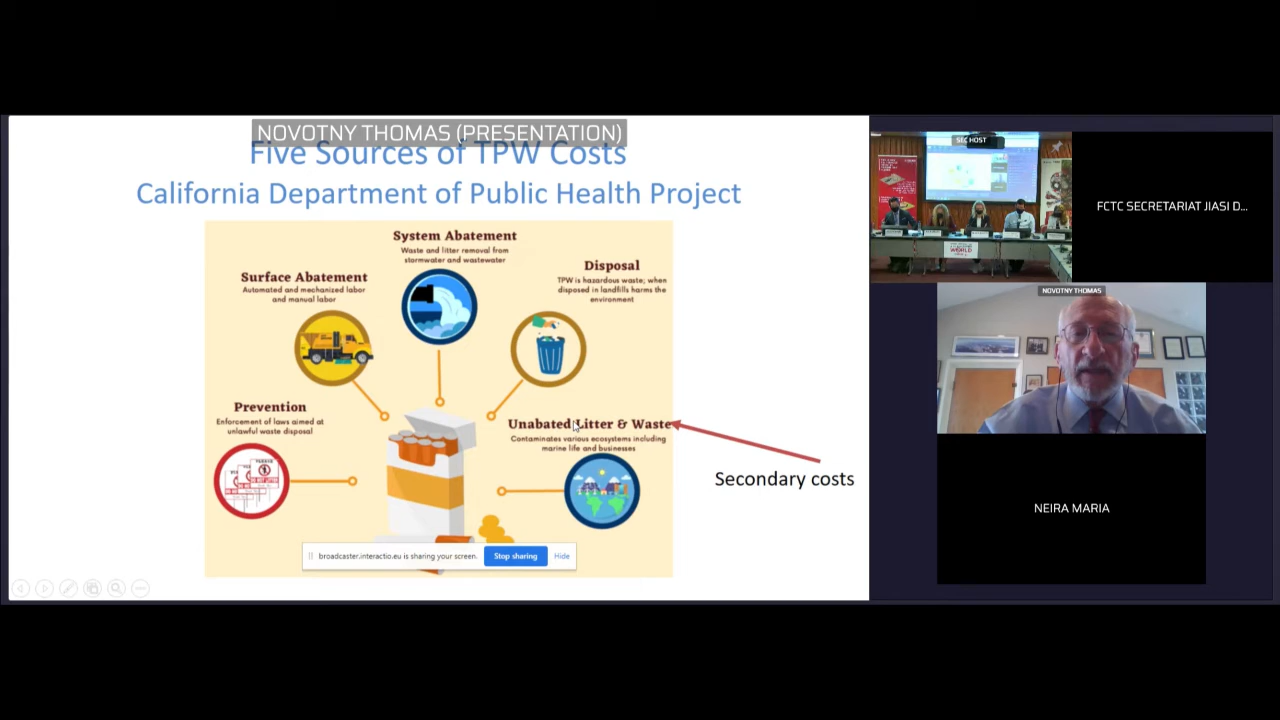 NOVOTNY THOMAS (PRESENTATION)
Five Sources of TPW Costs
California Department of Public Health Project
System Abatement
Waste and litter removal from
stormwater and wastewater
Surface Abatement
Automated and mechanized labor
and manual labor
Disposal
TPW is hazardous waste; when
disposed in landfills harms the
environment
Prevention
Enforcement of laws aimed at
unlawful waste disposal
Unabated Litter & Waste
Contaminates various ecosystems including
marine life and businesses
Secondary costs
broadcaster.interactio.eu is sharing your screen.
Stop sharing
Hide
SEC HOST
FCTC SECRETARIAT JIASI D...
NOVOTNY THOMAS
NEIRA MARIA